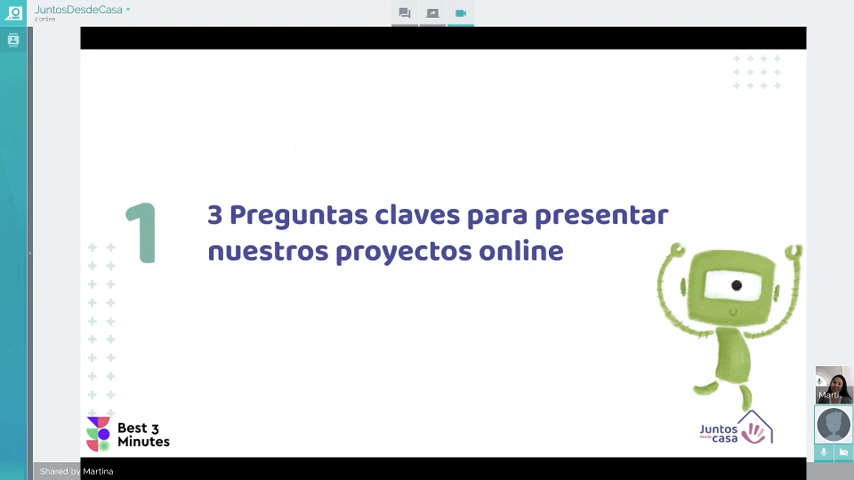 JuntosDesdeCasa
2 online
1
3 Preguntas claves para presentar
nuestros proyectos online
Best 3
Minutes
Juntos
desde
casa
Marti
Shared by Martina